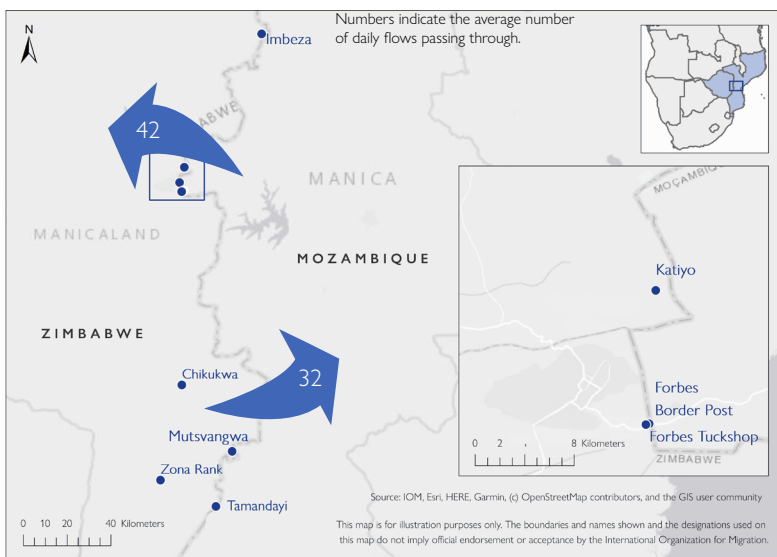 Numbers indicate the average number
of daily flows passing through.
N
Imbeza
42
MANICA
MANICALAND
MOZAMBIQUE
ZIMBABWE
Chikukwa
32
Mutsvangwa
Zona Rank
Tamandayi
0 10 20 40 Kilometers
MOÇAMBIQUE
Katiyo
Forbes
Border Post
Forbes Tuckshop
0 2 8 Kilometers
ZIMBABWE
Source: IOM, Esri, HERE, Garmin, (c) OpenStreetMap contributors, and the GIS user community
This map is for illustration purposes only. The boundaries and names shown and the designations used on
this map do not imply official endorsement or acceptance by the International Organization for Migration.